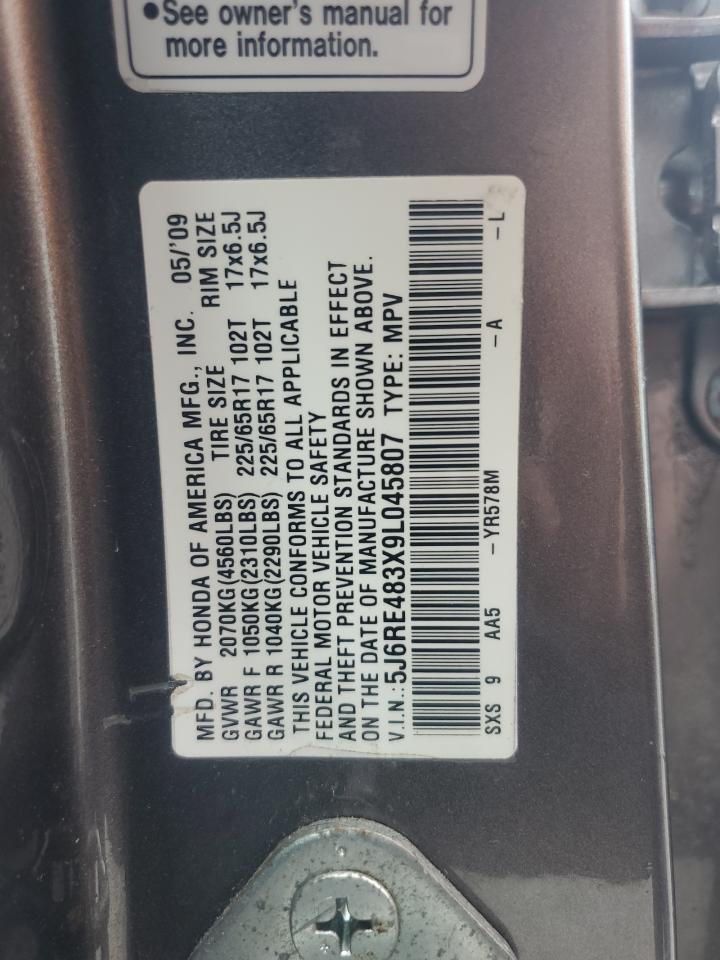 •See owner's manual for
more information.
MFD. BY HONDA OF AMERICA MFG., INC. 05/'09
GVWR 2070KG(4560LBS) TIRE SIZE RIM SIZE
GAWR F 1050KG(2310LBS) 225/65R17 102T 17x6.5J
GAWR R 1040KG(2290LBS) 225/65R17 102T 17x6.5J
THIS VEHICLE CONFORMS TO ALL APPLICABLE
FEDERAL MOTOR VEHICLE SAFETY
AND THEFT PREVENTION STANDARDS IN EFFECT
ON THE DATE OF MANUFACTURE SHOWN ABOVE.
V.I.N.:5J6RE483X9L045807 TYPE: MPV
SXS 9 AA5 -YR578M -A -L